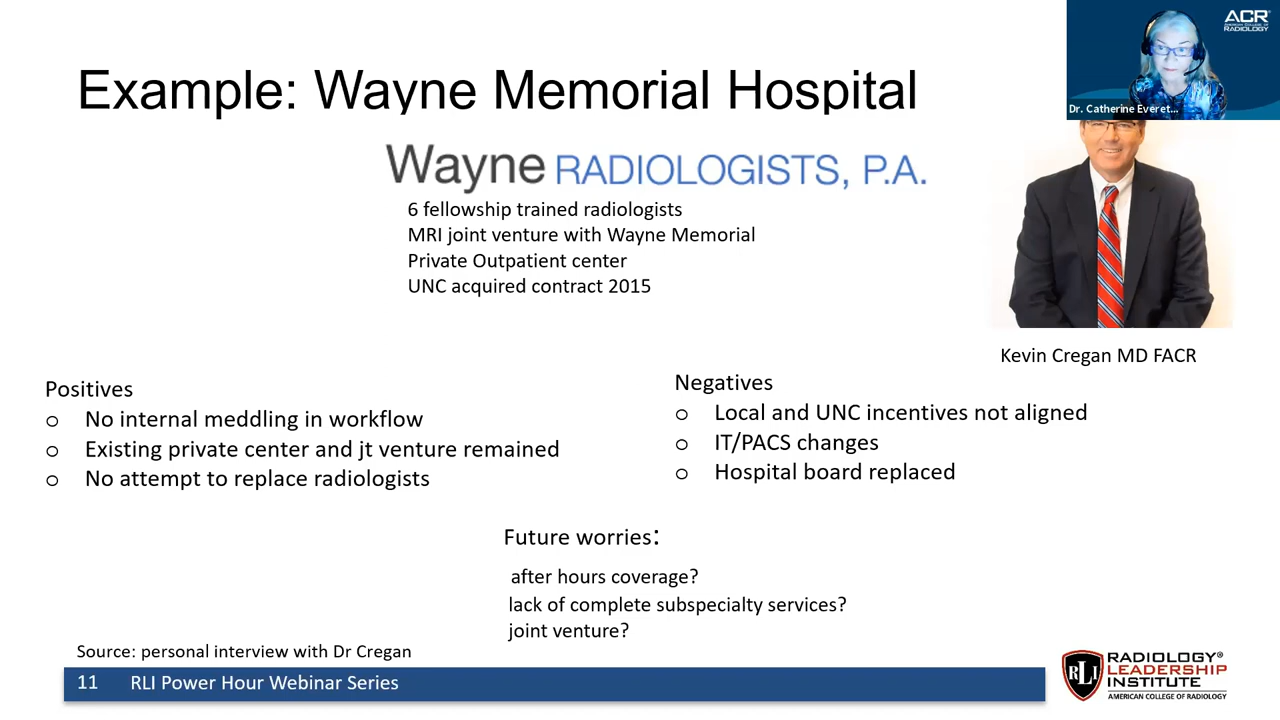 ACR®
AMERICAN COLLEGE OF
RADIOLOGY
Dr. Catherine Everet...
Example: Wayne Memorial Hospital
Wayne RADIOLOGISTS, P.A.
6 fellowship trained radiologists
MRI joint venture with Wayne Memorial
Private Outpatient center
UNC acquired contract 2015
Kevin Cregan MD FACR
Positives
o No internal meddling in workflow
o Existing private center and jt venture remained
o No attempt to replace radiologists
Negatives
o Local and UNC incentives not aligned
o IT/PACS changes
o Hospital board replaced
Future worries:
after hours coverage?
lack of complete subspecialty services?
joint venture?
Source: personal interview with Dr Cregan
11 RLI Power Hour Webinar Series
RLI
RADIOLOGY®
LEADERSHIP
INSTITUTE
AMERICAN COLLEGE OF RADIOLOGY